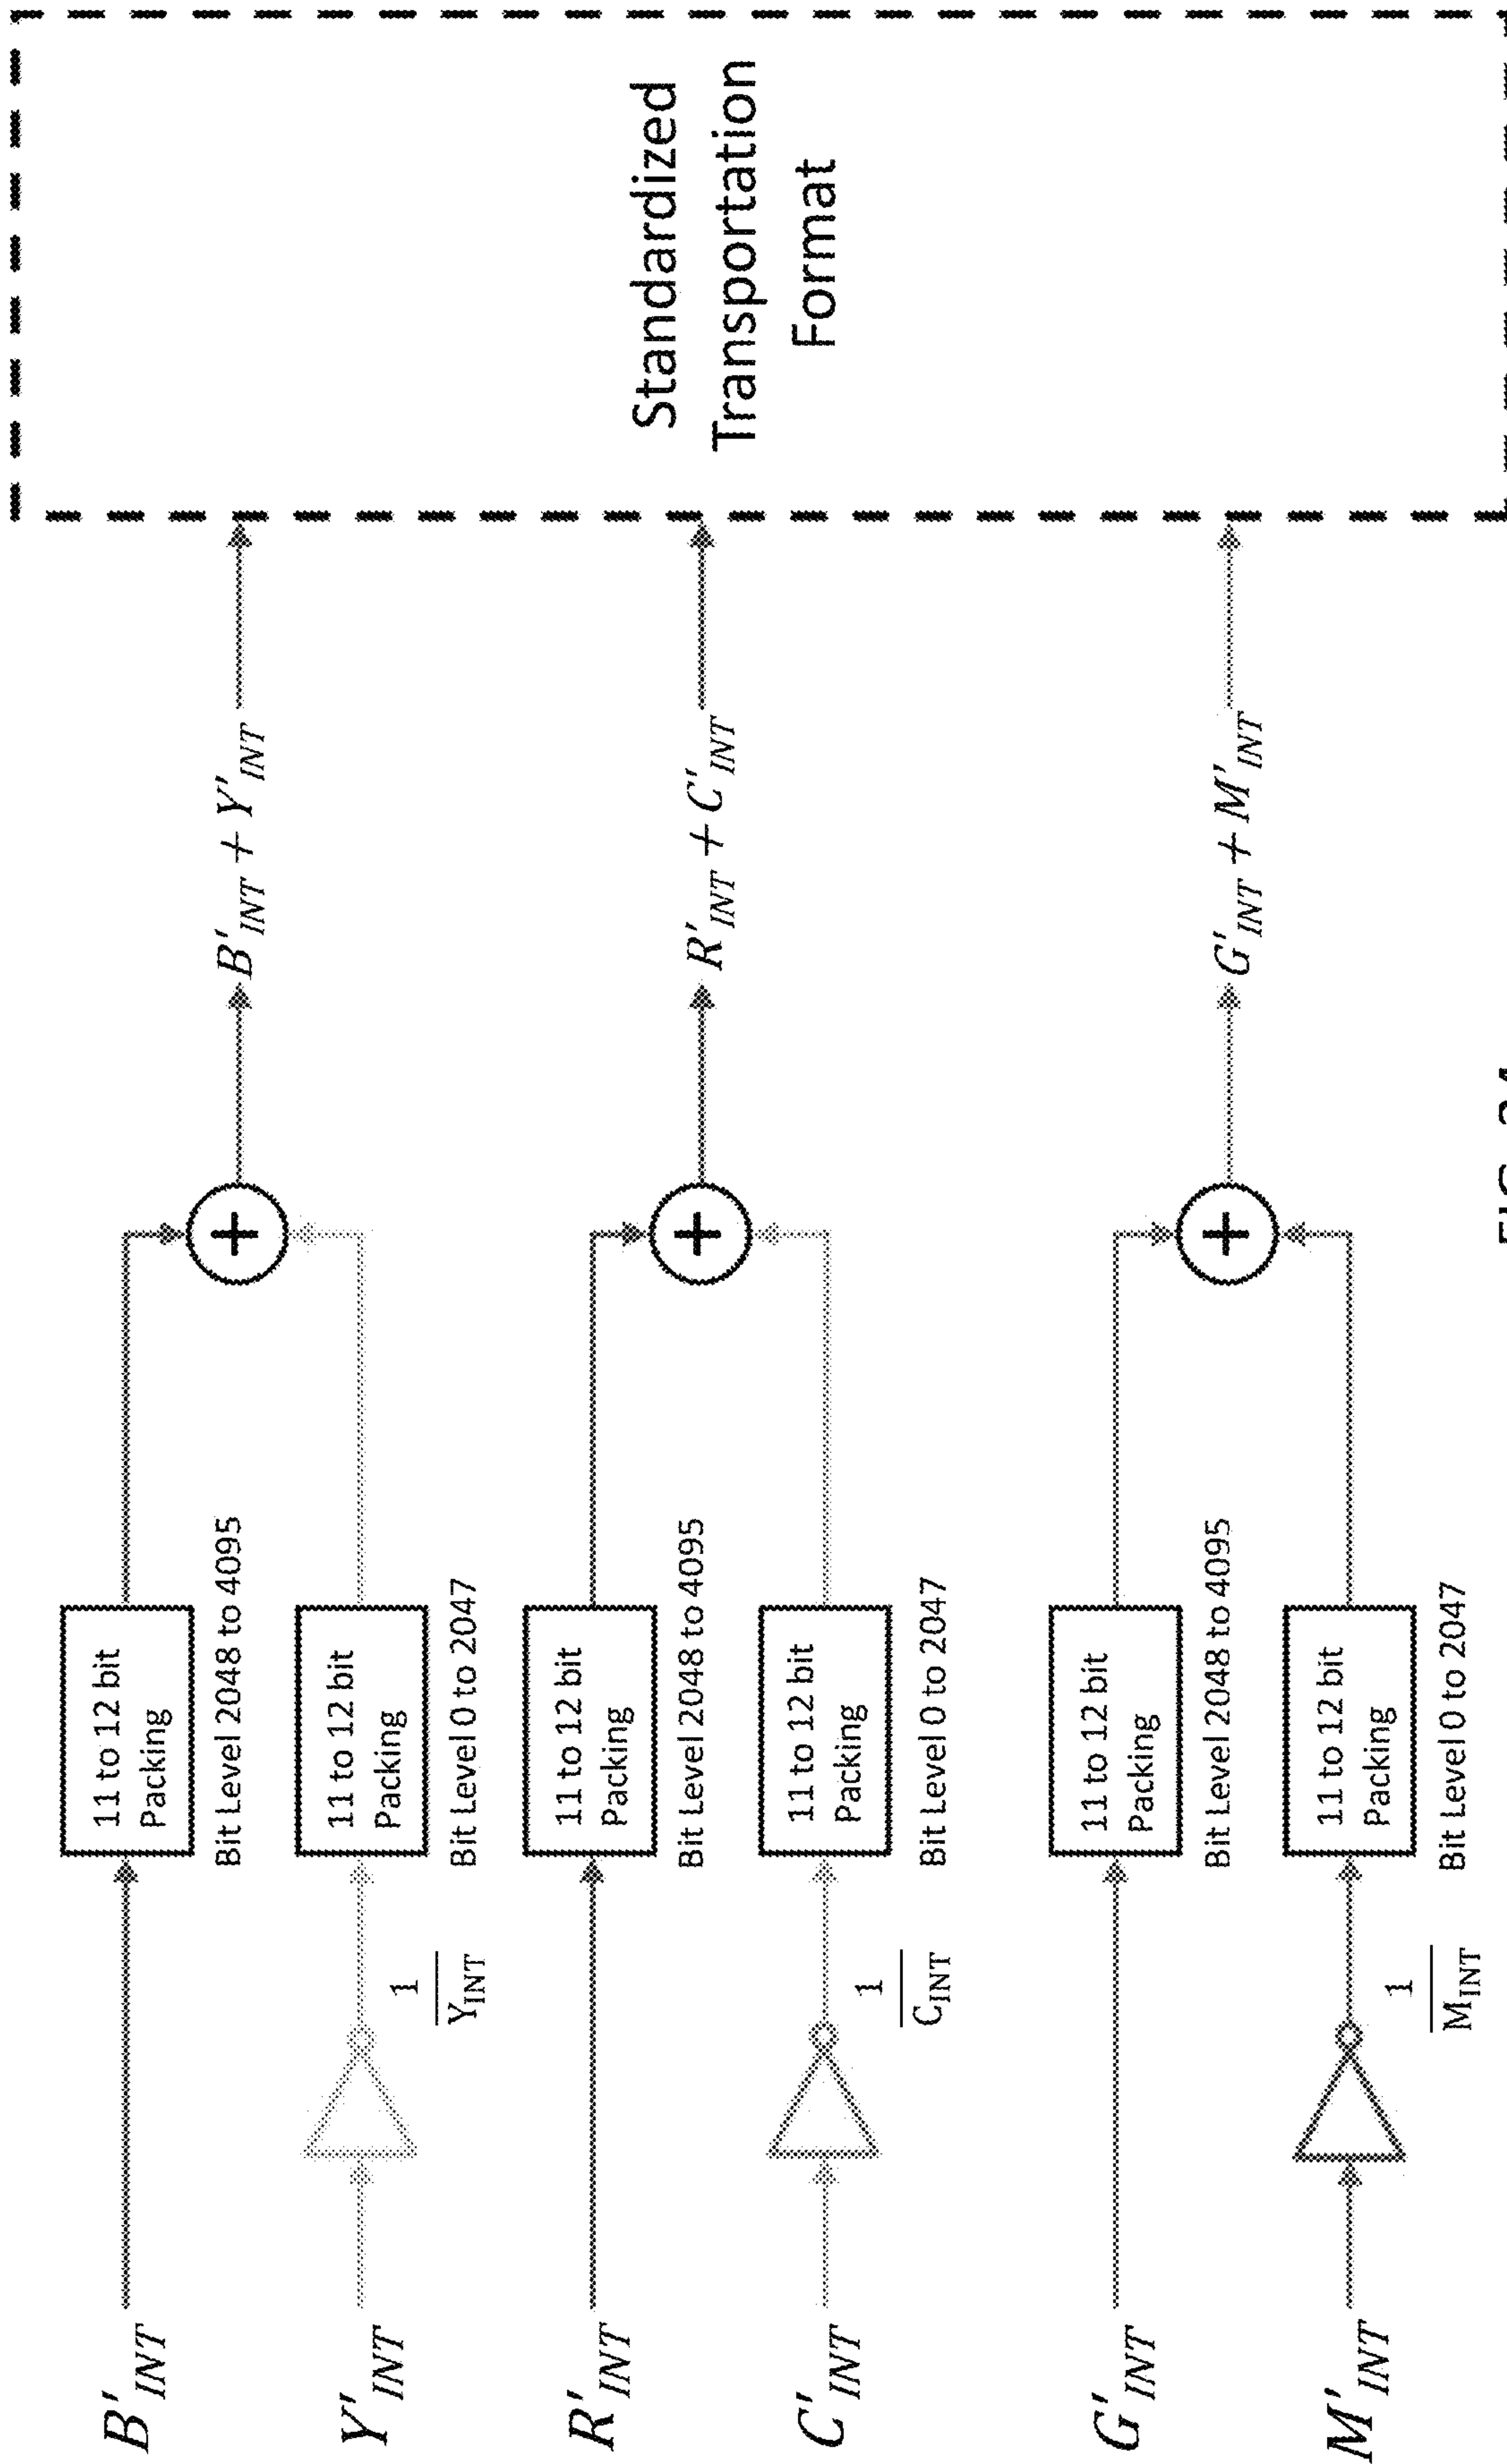 B'INT
11 to 12 bit
Packing
Bit Level 2048 to 4095
+
B'INT + Y'INT
Y'INT
1
YINT
11 to 12 bit
Packing
Bit Level 0 to 2047
R'INT
11 to 12 bit
Packing
Bit Level 2048 to 4095
+
R'INT + C'INT
C'INT
1
CINT
11 to 12 bit
Packing
Bit Level 0 to 2047
G'INT
11 to 12 bit
Packing
Bit Level 2048 to 4095
+
G'INT + M'INT
M'INT
1
MINT
11 to 12 bit
Packing
Bit Level 0 to 2047
Standardized
Transportation
Format